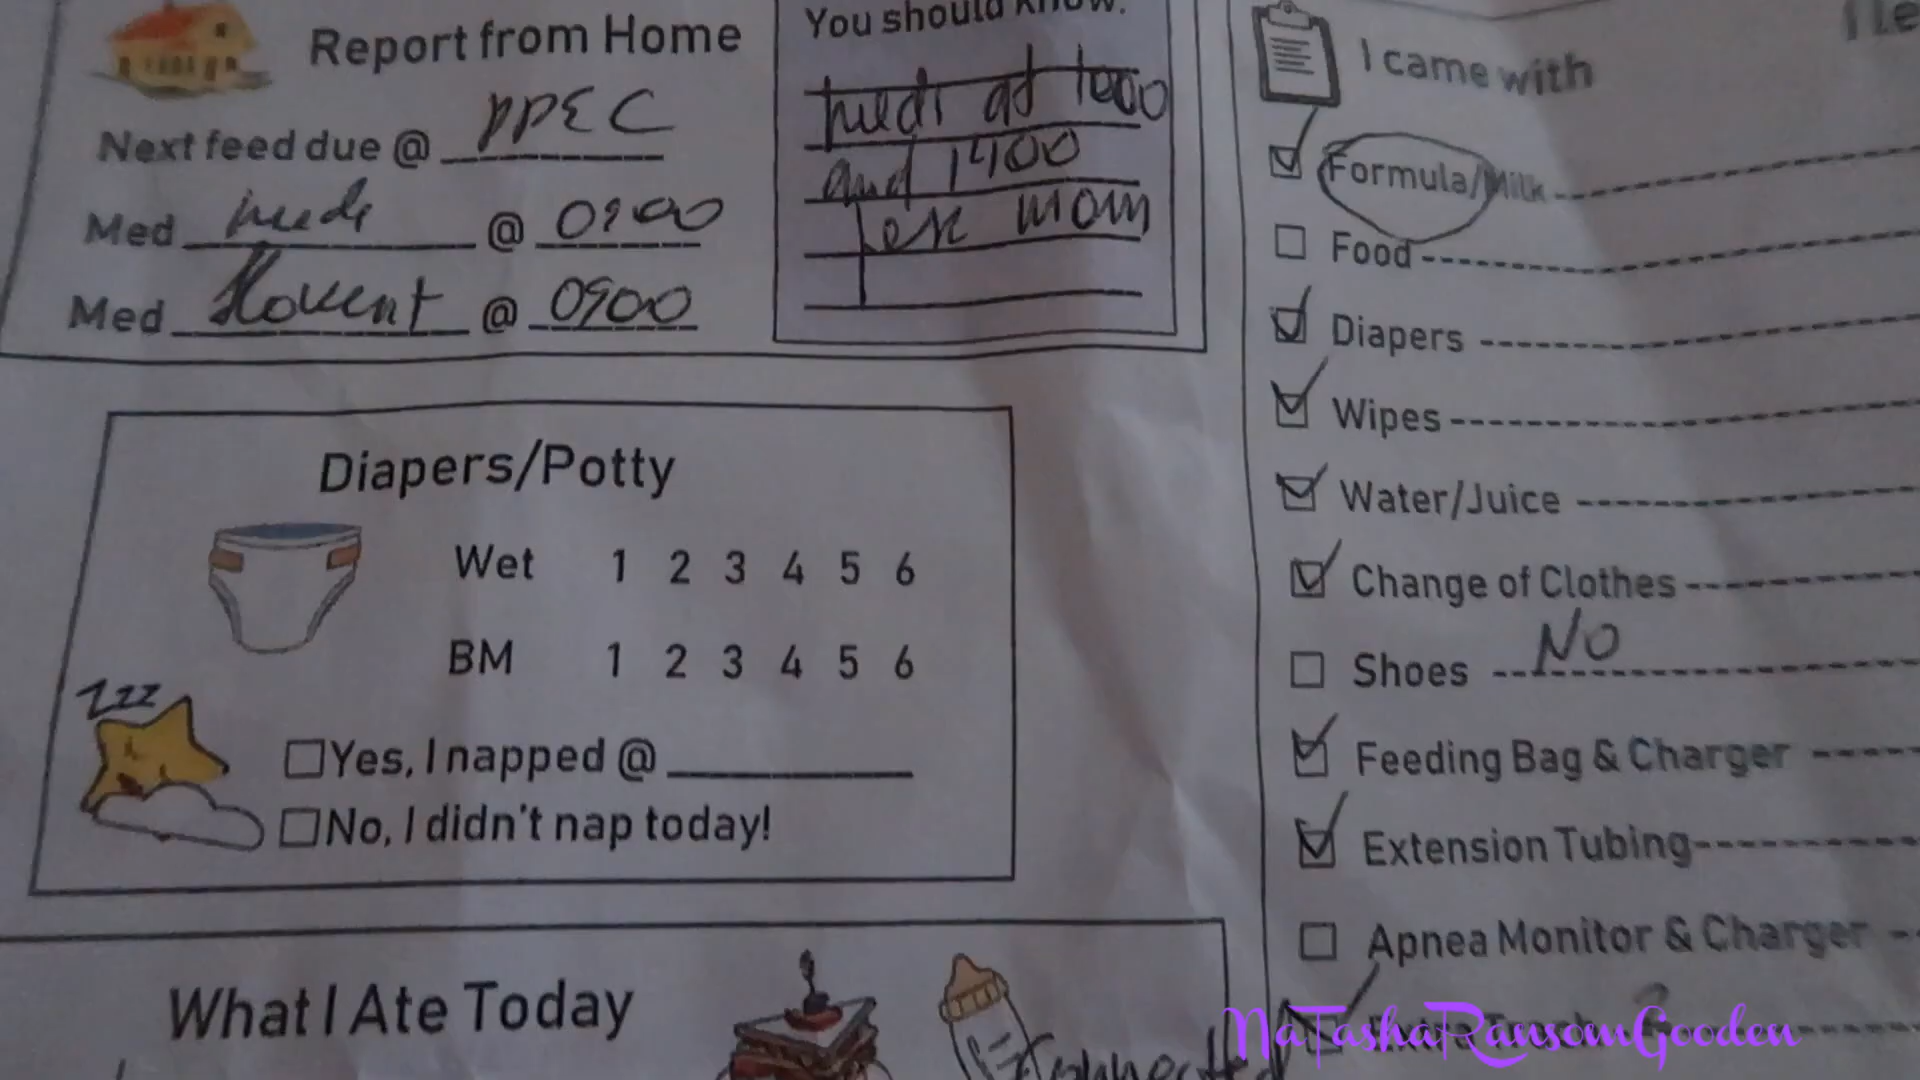 Report from Home
Next feed due @ PPEC
Med meds @ 0900
Med flovent @ 0900
You should know:
meds at 1000
and 1400
per mom
Diapers/Potty
Wet 1 2 3 4 5 6
BM 1 2 3 4 5 6
Zzz
Yes, I napped @
No, I didn't nap today!
What I Ate Today
I came with
Formula/Milk
Food
Diapers
Wipes
Water/Juice
Change of Clothes
Shoes NO
Feeding Bag & Charger
Extension Tubing
Apnea Monitor & Charger
NaTashaRansomGooden